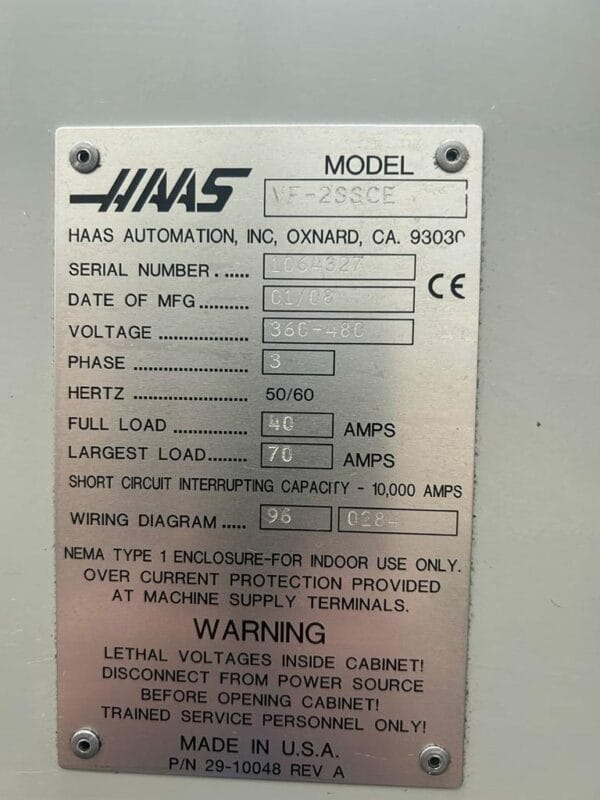 HAAS
MODEL
VF-2SSCE
HAAS AUTOMATION, INC, OXNARD, CA. 93030
SERIAL NUMBER . ..... 1064327
DATE OF MFG.......... 01/08
CE
VOLTAGE ............... 360-480
PHASE .................... 3
HERTZ .................... 50/60
FULL LOAD ............. 40 AMPS
LARGEST LOAD....... 70 AMPS
SHORT CIRCUIT INTERRUPTING CAPACITY - 10,000 AMPS
WIRING DIAGRAM ..... 96 0284
NEMA TYPE 1 ENCLOSURE-FOR INDOOR USE ONLY.
OVER CURRENT PROTECTION PROVIDED
AT MACHINE SUPPLY TERMINALS.
WARNING
LETHAL VOLTAGES INSIDE CABINET!
DISCONNECT FROM POWER SOURCE
BEFORE OPENING CABINET!
TRAINED SERVICE PERSONNEL ONLY!
MADE IN U.S.A.
P/N 29-10048 REV A